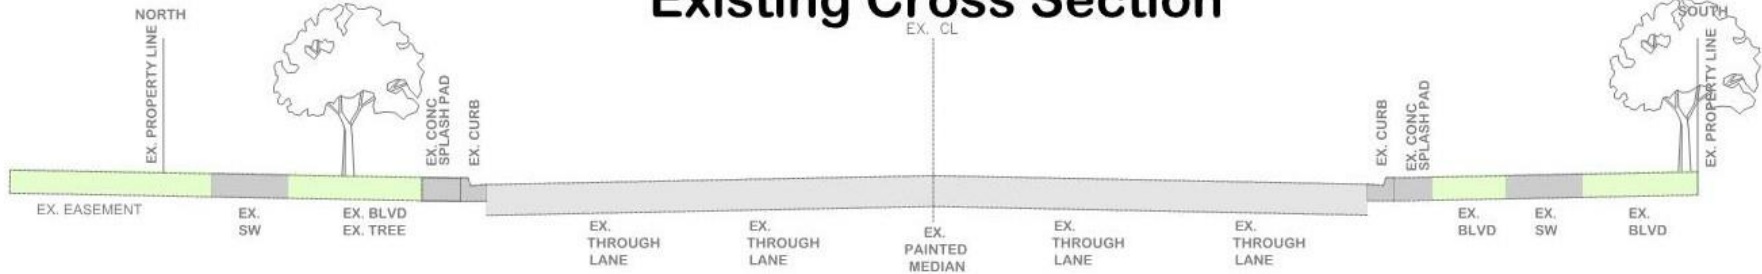 Existing Cross Section
NORTH
EX. CL
SOUTH
EX. PROPERTY LINE
EX. CONC
SPLASH PAD
EX. CURB
EX. CURB
EX. CONC
SPLASH PAD
EX. PROPERTY LINE
EX. EASEMENT
EX.
SW
EX. BLVD
EX. TREE
EX.
THROUGH
LANE
EX.
THROUGH
LANE
EX.
PAINTED
MEDIAN
EX.
THROUGH
LANE
EX.
THROUGH
LANE
EX.
BLVD
EX.
SW
EX.
BLVD